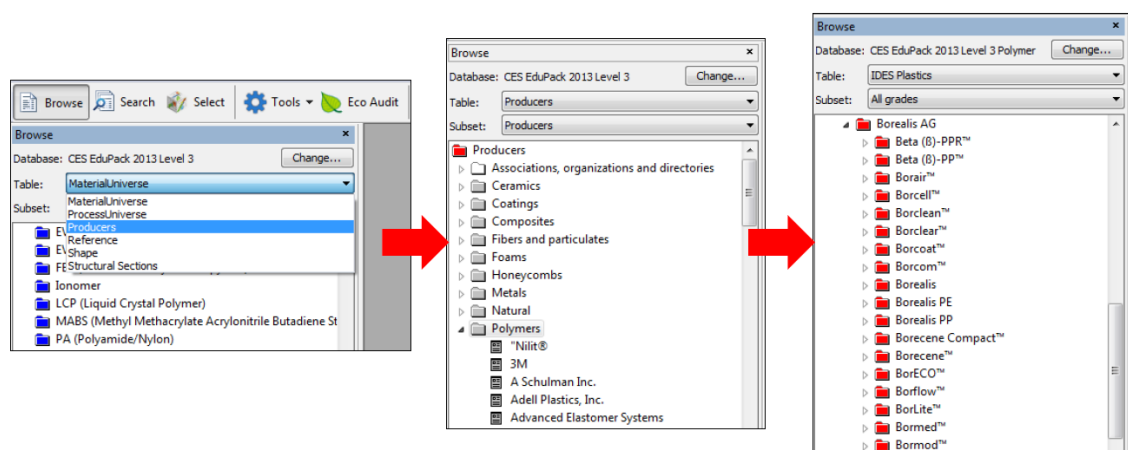 Browse Search Select Tools Eco Audit
Browse ×
Database: CES EduPack 2013 Level 3 Change...
Table: MaterialUniverse
MaterialUniverse
Subset: ProcessUniverse
Producers
Reference
Shape
Structural Sections
Ionomer
LCP (Liquid Crystal Polymer)
MABS (Methyl Methacrylate Acrylonitrile Butadiene St
PA (Polyamide/Nylon)
Browse ×
Database: CES EduPack 2013 Level 3 Change...
Table: Producers
Subset: Producers
Producers
Associations, organizations and directories
Ceramics
Coatings
Composites
Fibers and particulates
Foams
Honeycombs
Metals
Natural
Polymers
"Nilit®
3M
A Schulman Inc.
Adell Plastics, Inc.
Advanced Elastomer Systems
Browse ×
Database: CES EduPack 2013 Level 3 Polymer Change...
Table: IDES Plastics
Subset: All grades
Borealis AG
Beta (ß)-PPR™
Beta (ß)-PP™
Borair™
Borcell™
Borclean™
Borclear™
Borcoat™
Borcom™
Borealis
Borealis PE
Borealis PP
Borecene Compact™
Borecene™
BorECO™
Borflow™
BorLite™
Bormed™
Bormod™